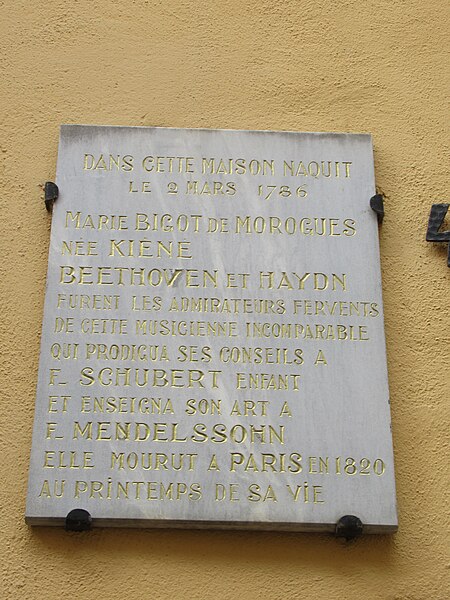 DANS CETTE MAISON NAQUIT
LE 2 MARS 1786
MARIE BIGOT DE MOROGUES
NÉE KIENÉ
BEETHOVEN ET HAYDN
FURENT LES ADMIRATEURS FERVENTS
DE CETTE MUSICIENNE INCOMPARABLE
QUI PRODIGUA SES CONSEILS A
F. SCHUBERT ENFANT
ET ENSEIGNA SON ART A
F. MENDELSSOHN
ELLE MOURUT A PARIS EN 1820
AU PRINTEMPS DE SA VIE